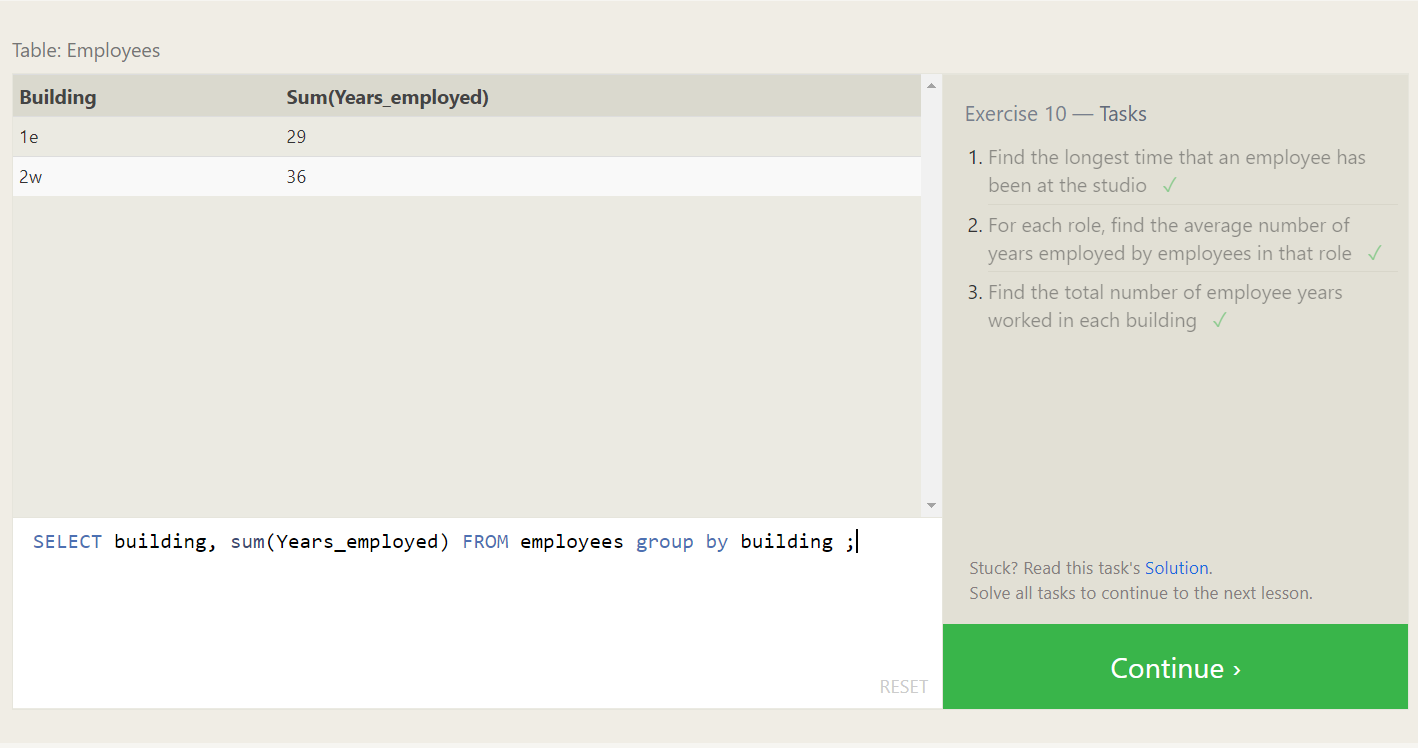 Table: Employees
Building Sum(Years_employed)
1e 29
2w 36
SELECT building, sum(Years_employed) FROM employees group by building ;
RESET
Exercise 10 — Tasks
1. Find the longest time that an employee has
been at the studio ✓
2. For each role, find the average number of
years employed by employees in that role ✓
3. Find the total number of employee years
worked in each building ✓
Stuck? Read this task's Solution.
Solve all tasks to continue to the next lesson.
Continue ›